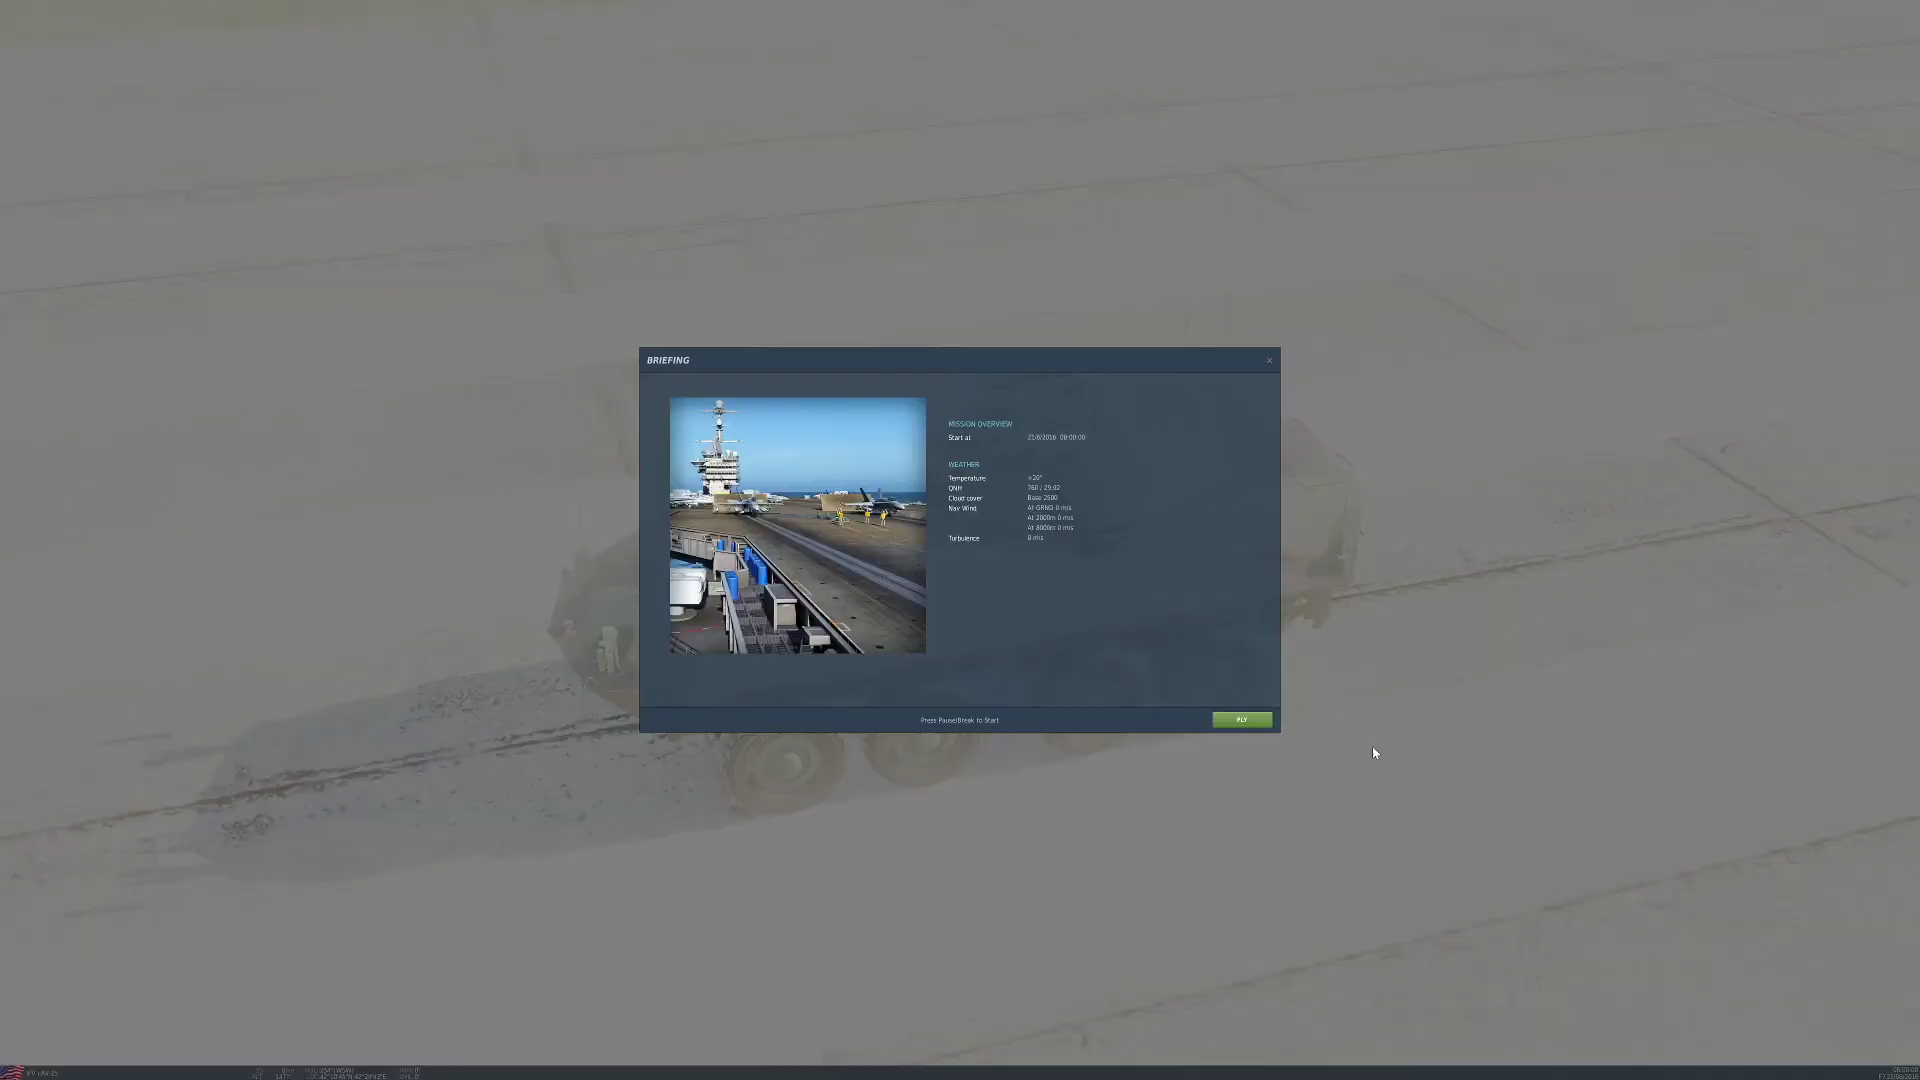 BRIEFING
MISSION OVERVIEW
Start at 21/6/2016 08:00:00
WEATHER
Temperature +20°
QNH 760 / 29.92
Cloud cover Base 2500
Nav Wind At GRND 0 m/s
At 2000m 0 m/s
At 8000m 0 m/s
Turbulence 0 m/s
Press Pause/Break to Start
FLY